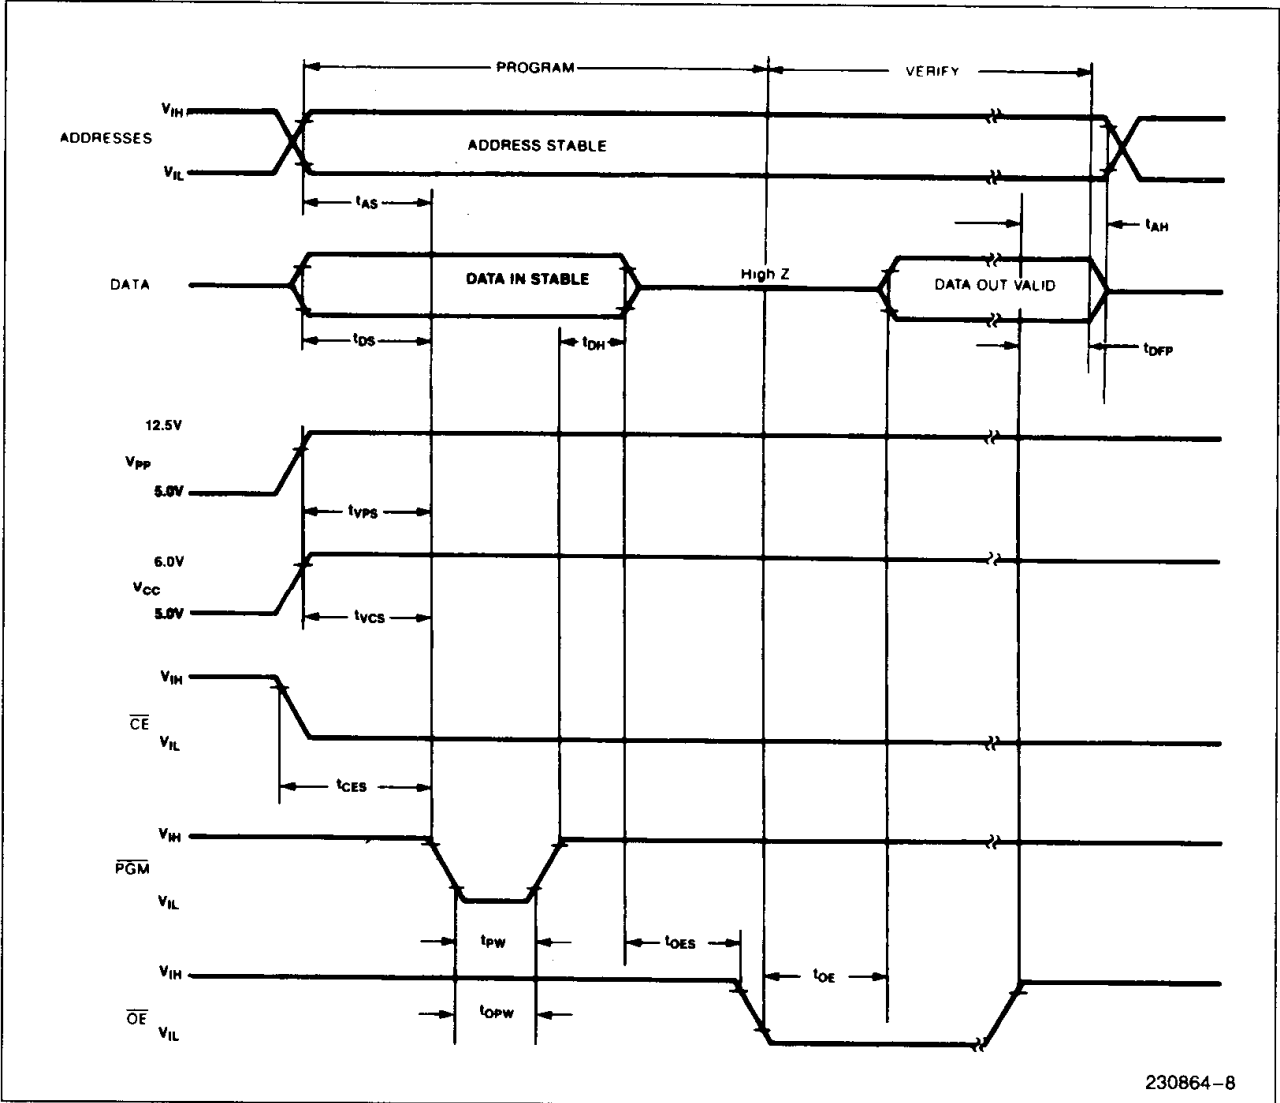 PROGRAM
VERIFY
VIH
ADDRESSES
ADDRESS STABLE
VIL
tAS
tAH
DATA
DATA IN STABLE
High Z
DATA OUT VALID
tDS
tDH
tDFP
12.5V
VPP
5.0V
tVPS
6.0V
VCC
5.0V
tVCS
VIH
CE
VIL
tCES
VIH
PGM
VIL
tPW
tOES
VIH
tOE
OE
tOPW
VIL
230864-8